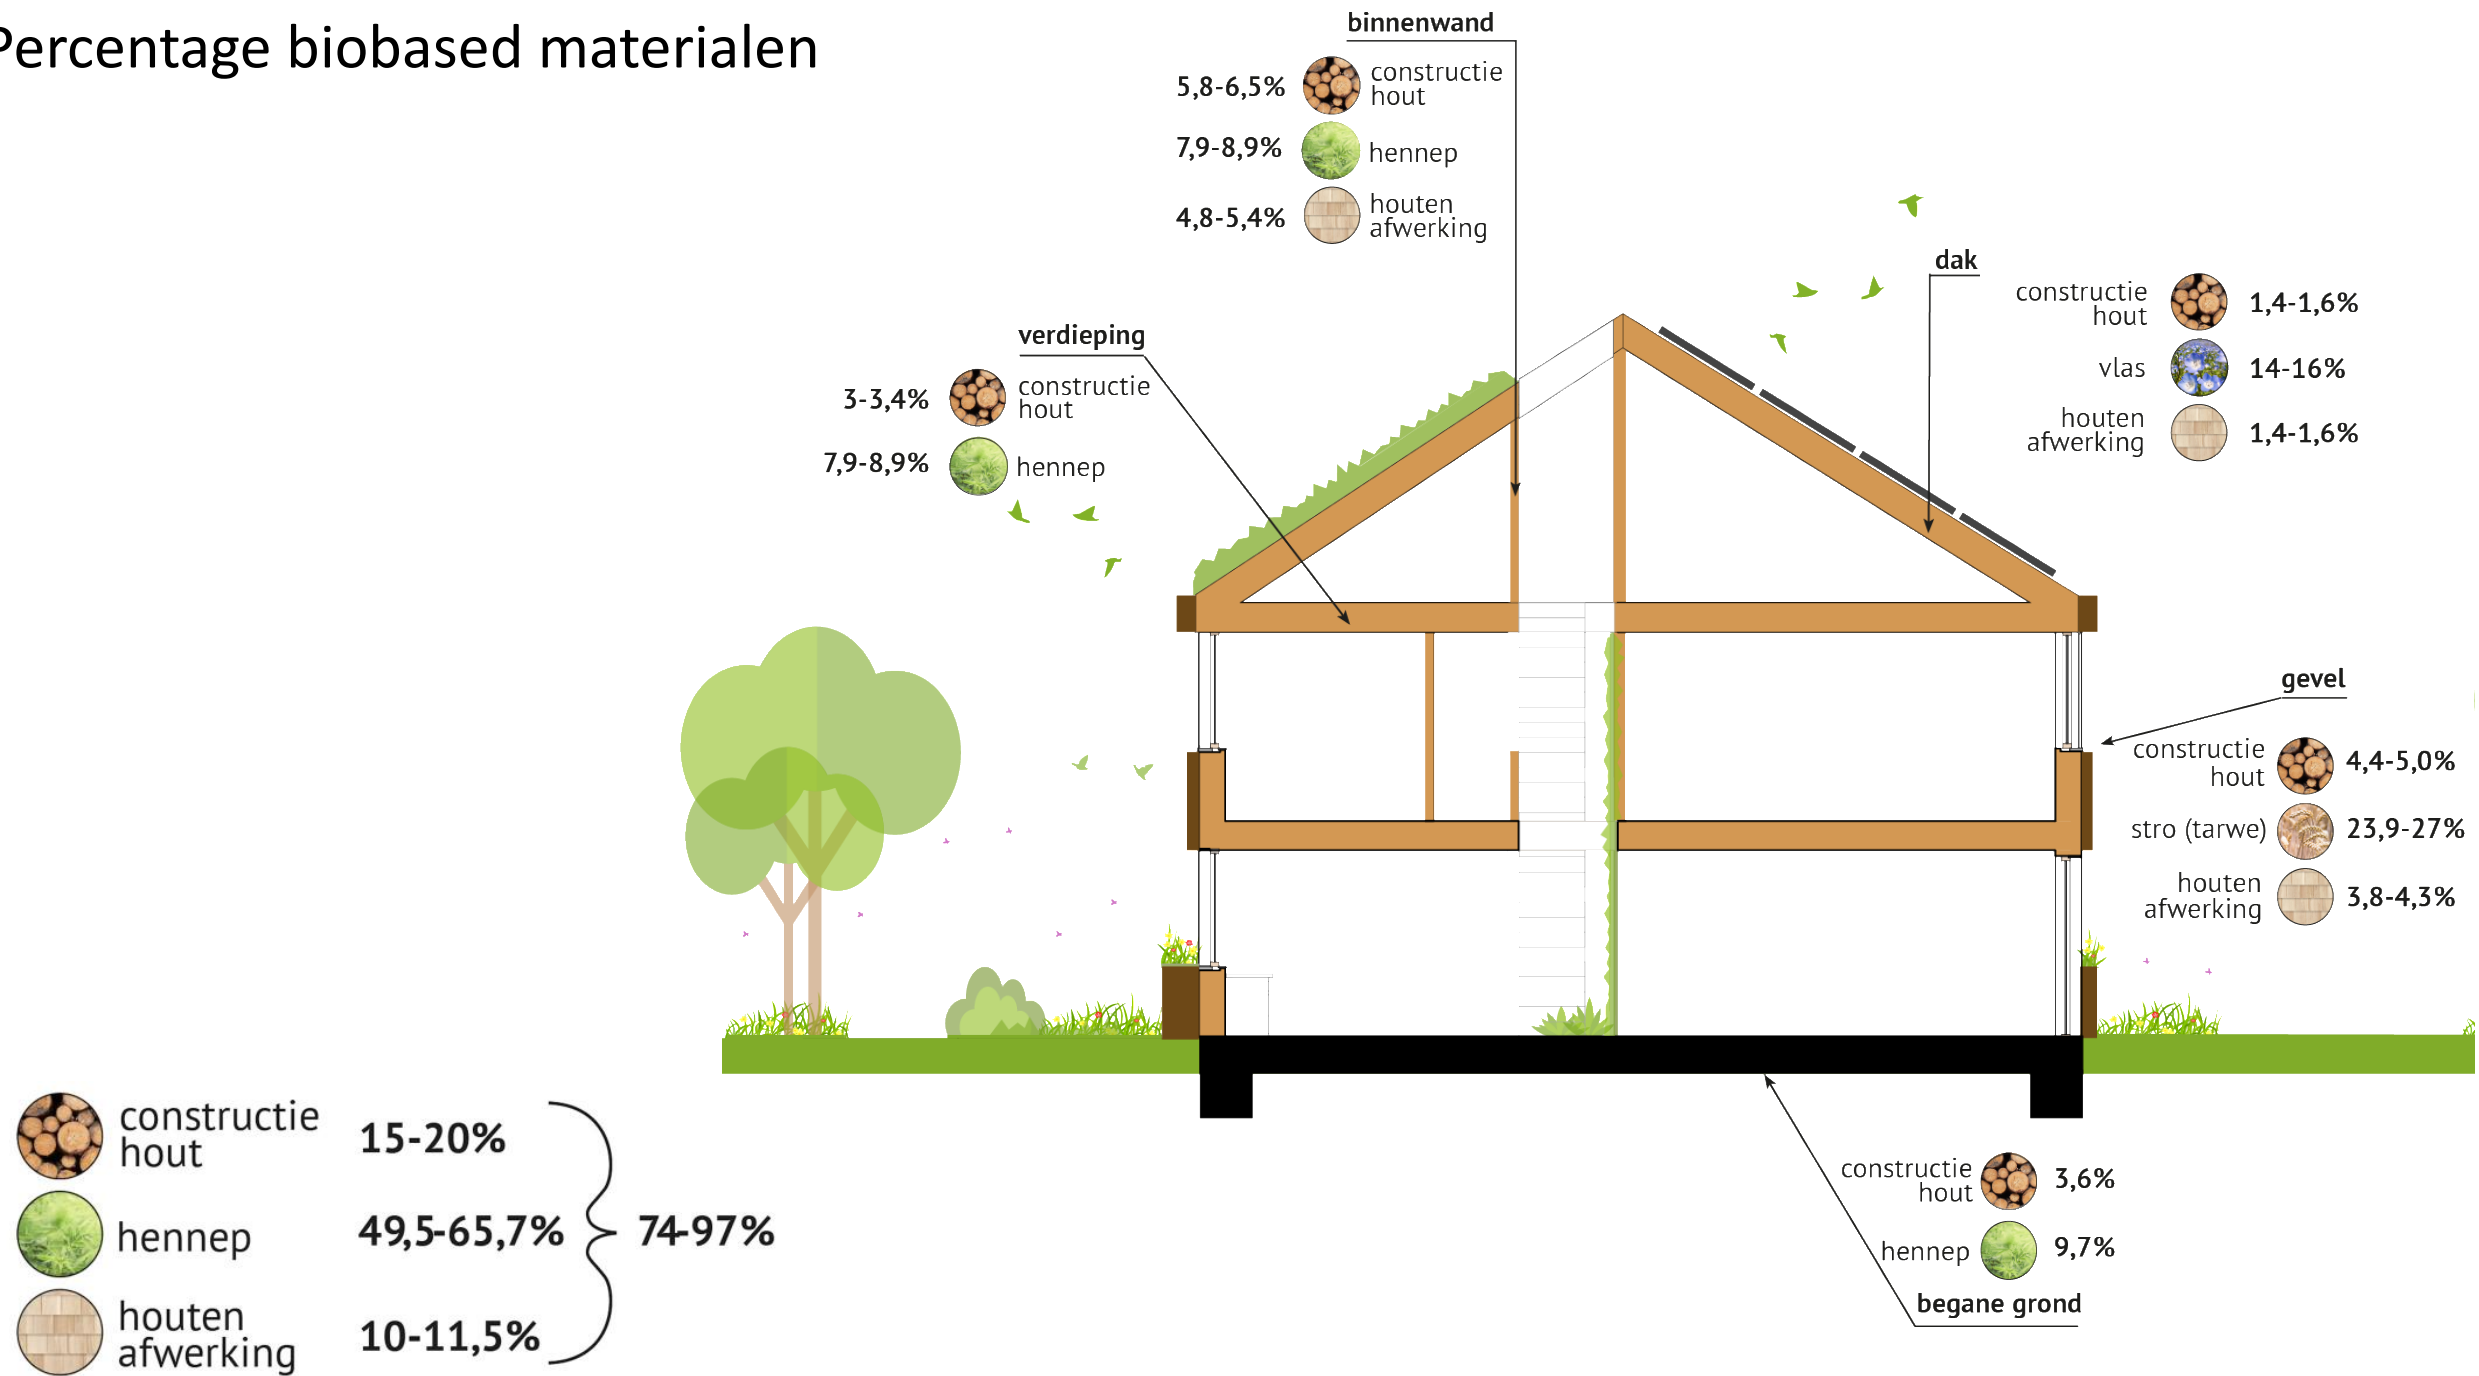 Percentage biobased materialen
binnenwand
5,8-6,5% constructie
hout
7,9-8,9% hennep
4,8-5,4% houten
afwerking
dak
constructie
hout 1,4-1,6%
vlas 14-16%
houten
afwerking 1,4-1,6%
verdieping
3-3,4% constructie
hout
7,9-8,9% hennep
gevel
constructie
hout 4,4-5,0%
stro (tarwe) 23,9-27%
houten
afwerking 3,8-4,3%
constructie
hout 15-20%
hennep 49,5-65,7% 74-97%
houten
afwerking 10-11,5%
constructie
hout 3,6%
hennep 9,7%
begane grond